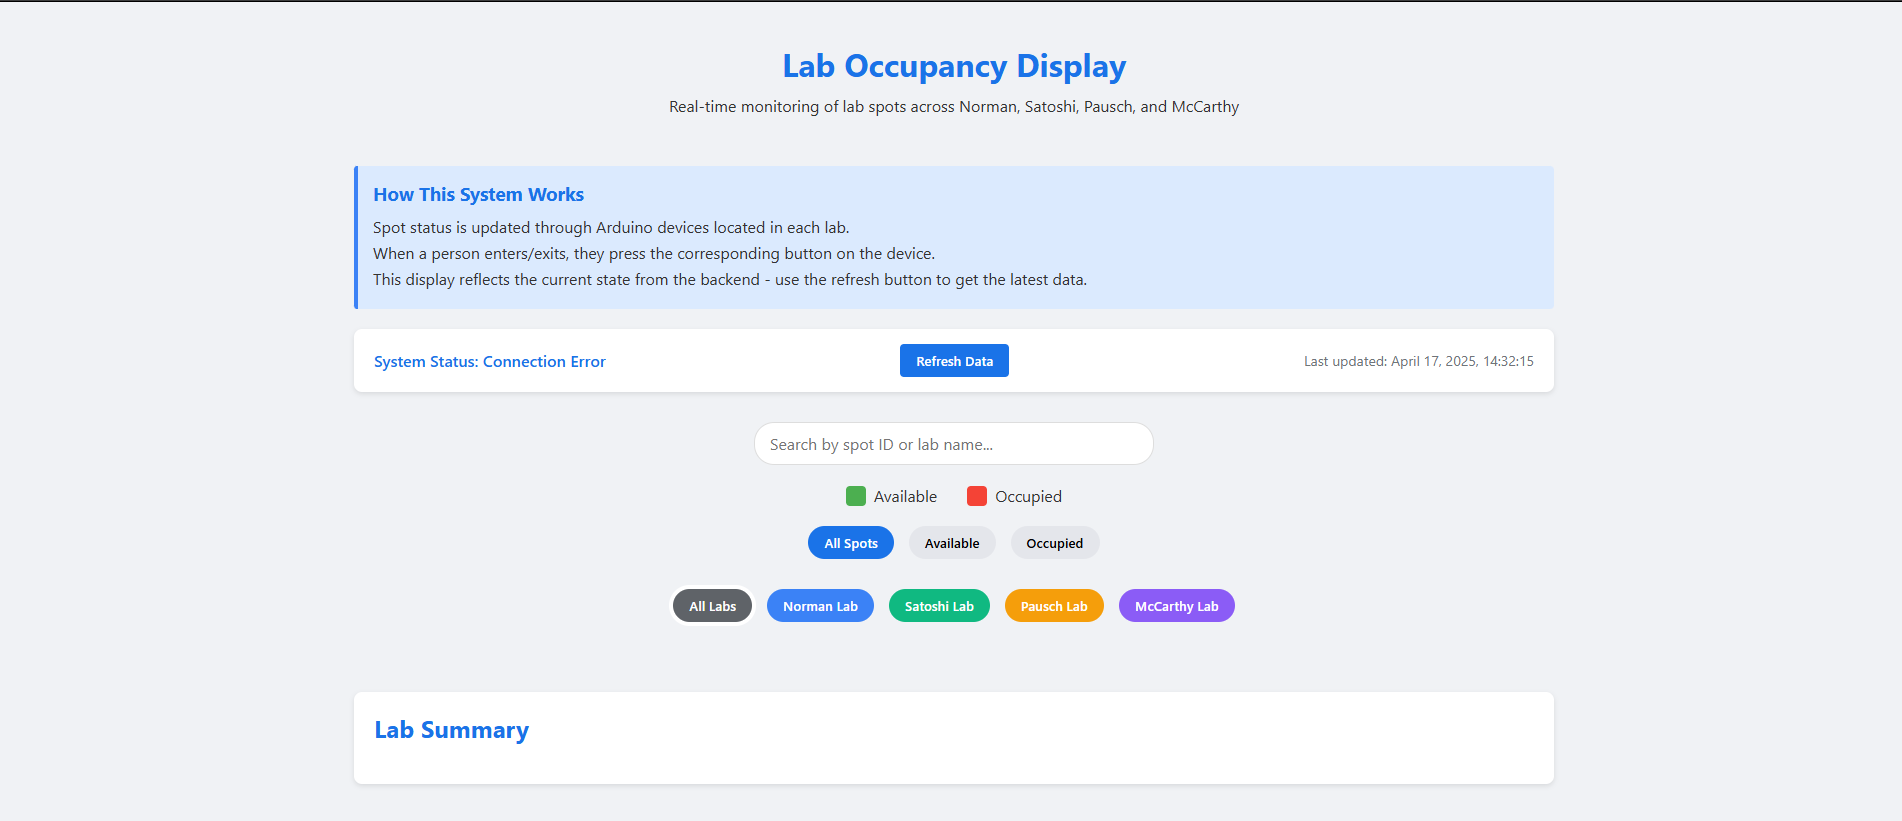 Lab Occupancy Display
Real-time monitoring of lab spots across Norman, Satoshi, Pausch, and McCarthy
How This System Works
Spot status is updated through Arduino devices located in each lab.
When a person enters/exits, they press the corresponding button on the device.
This display reflects the current state from the backend - use the refresh button to get the latest data.
System Status: Connection Error
Refresh Data
Last updated: April 17, 2025, 14:32:15
Search by spot ID or lab name...
Available
Occupied
All Spots
Available
Occupied
All Labs
Norman Lab
Satoshi Lab
Pausch Lab
McCarthy Lab
Lab Summary